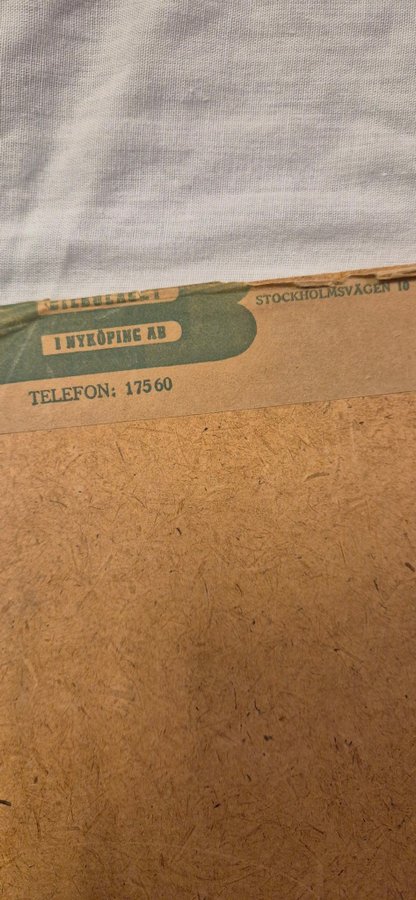 STOCKHOLMSVÄGEN 10
I NYKÖPING AB
TELEFON: 17560